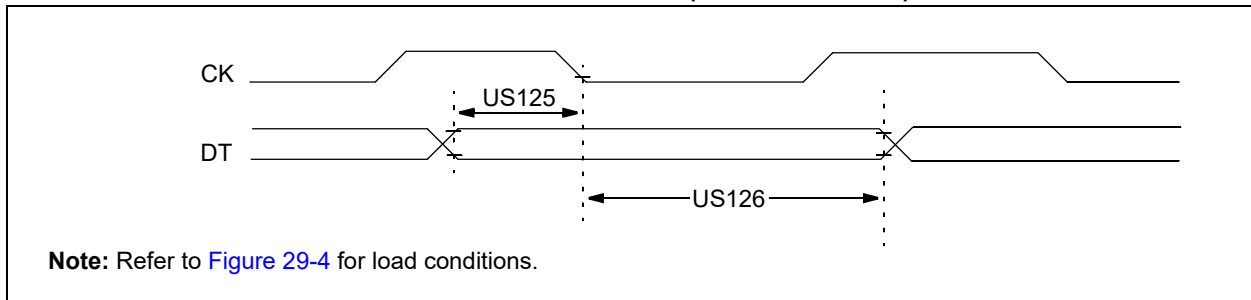 CK
US125
DT
US126
Note: Refer to Figure 29-4 for load conditions.